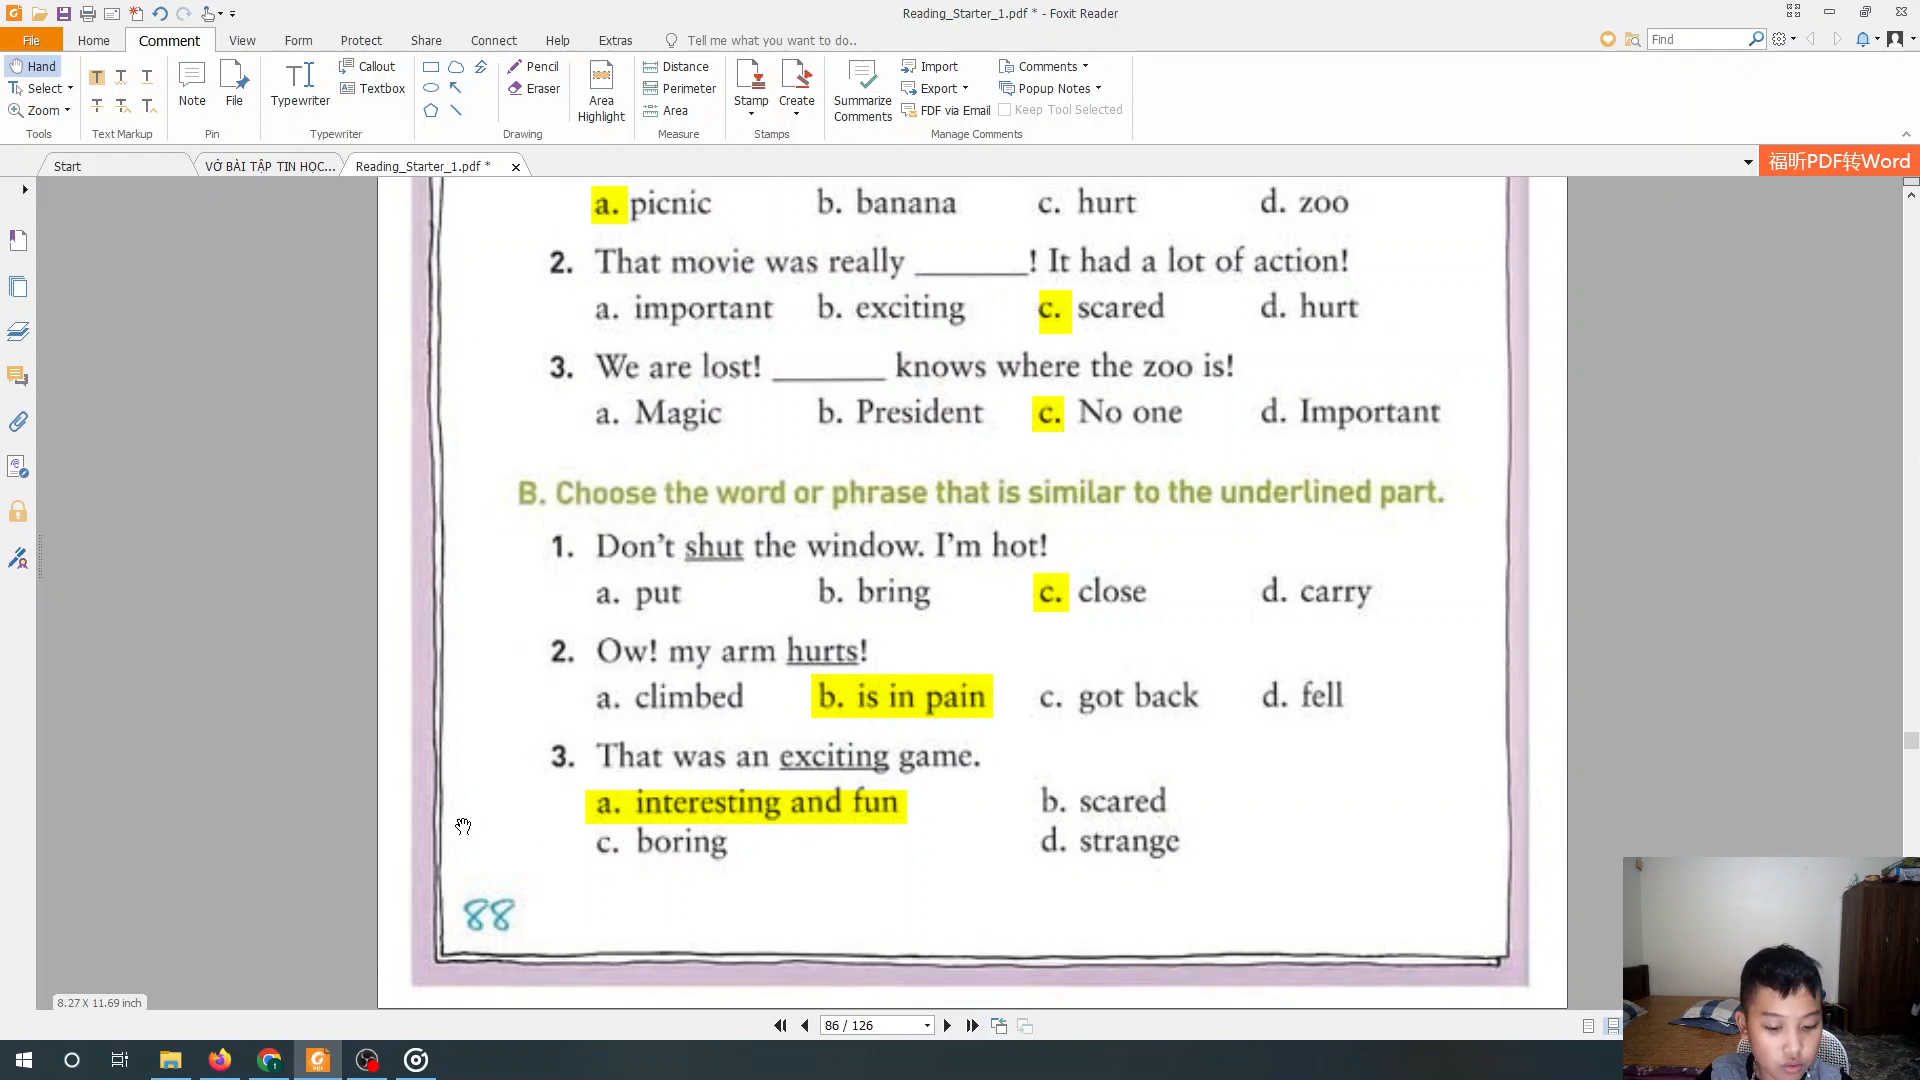 Reading_Starter_1.pdf * - Foxit Reader
File Home Comment View Form Protect Share Connect Help Extras Tell me what you want to do.. Find
Hand
Select
Zoom
Tools
Text Markup
Note
File
Pin
Typewriter
Callout
Textbox
Typewriter
Pencil
Eraser
Drawing
Area
Highlight
Distance
Perimeter
Area
Measure
Stamp
Create
Stamps
Summarize
Comments
Import
Export
FDF via Email
Comments
Popup Notes
Keep Tool Selected
Manage Comments
Start
VỞ BÀI TẬP TIN HỌC...
Reading_Starter_1.pdf *
福昕PDF转Word
a. picnic b. banana c. hurt d. zoo
2. That movie was really _______! It had a lot of action!
a. important b. exciting c. scared d. hurt
3. We are lost! _______ knows where the zoo is!
a. Magic b. President c. No one d. Important
B. Choose the word or phrase that is similar to the underlined part.
1. Don't shut the window. I'm hot!
a. put b. bring c. close d. carry
2. Ow! my arm hurts!
a. climbed b. is in pain c. got back d. fell
3. That was an exciting game.
a. interesting and fun b. scared
c. boring d. strange
88
8.27 X 11.69 inch
86 / 126